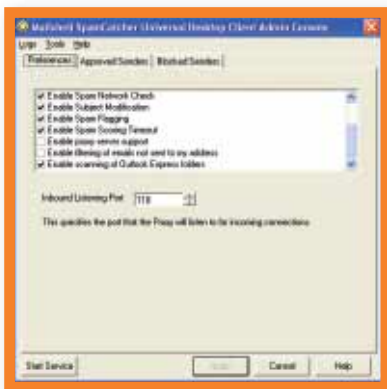 Mailshell SpamCatcher Universal Desktop Client Admin Console
Logs Tools Help
Preferences Approved Senders Blocked Senders
Enable Spam Network Check
Enable Subject Modification
Enable Spam Flagging
Enable Spam Scoring Timeout
Enable proxy server support
Enable filtering of emails not sent to my address
Enable scanning of Outlook Express folders
Inbound Listening Port 110
This specifies the port that the Proxy will listen to for incoming connections
Start Service Cancel Help